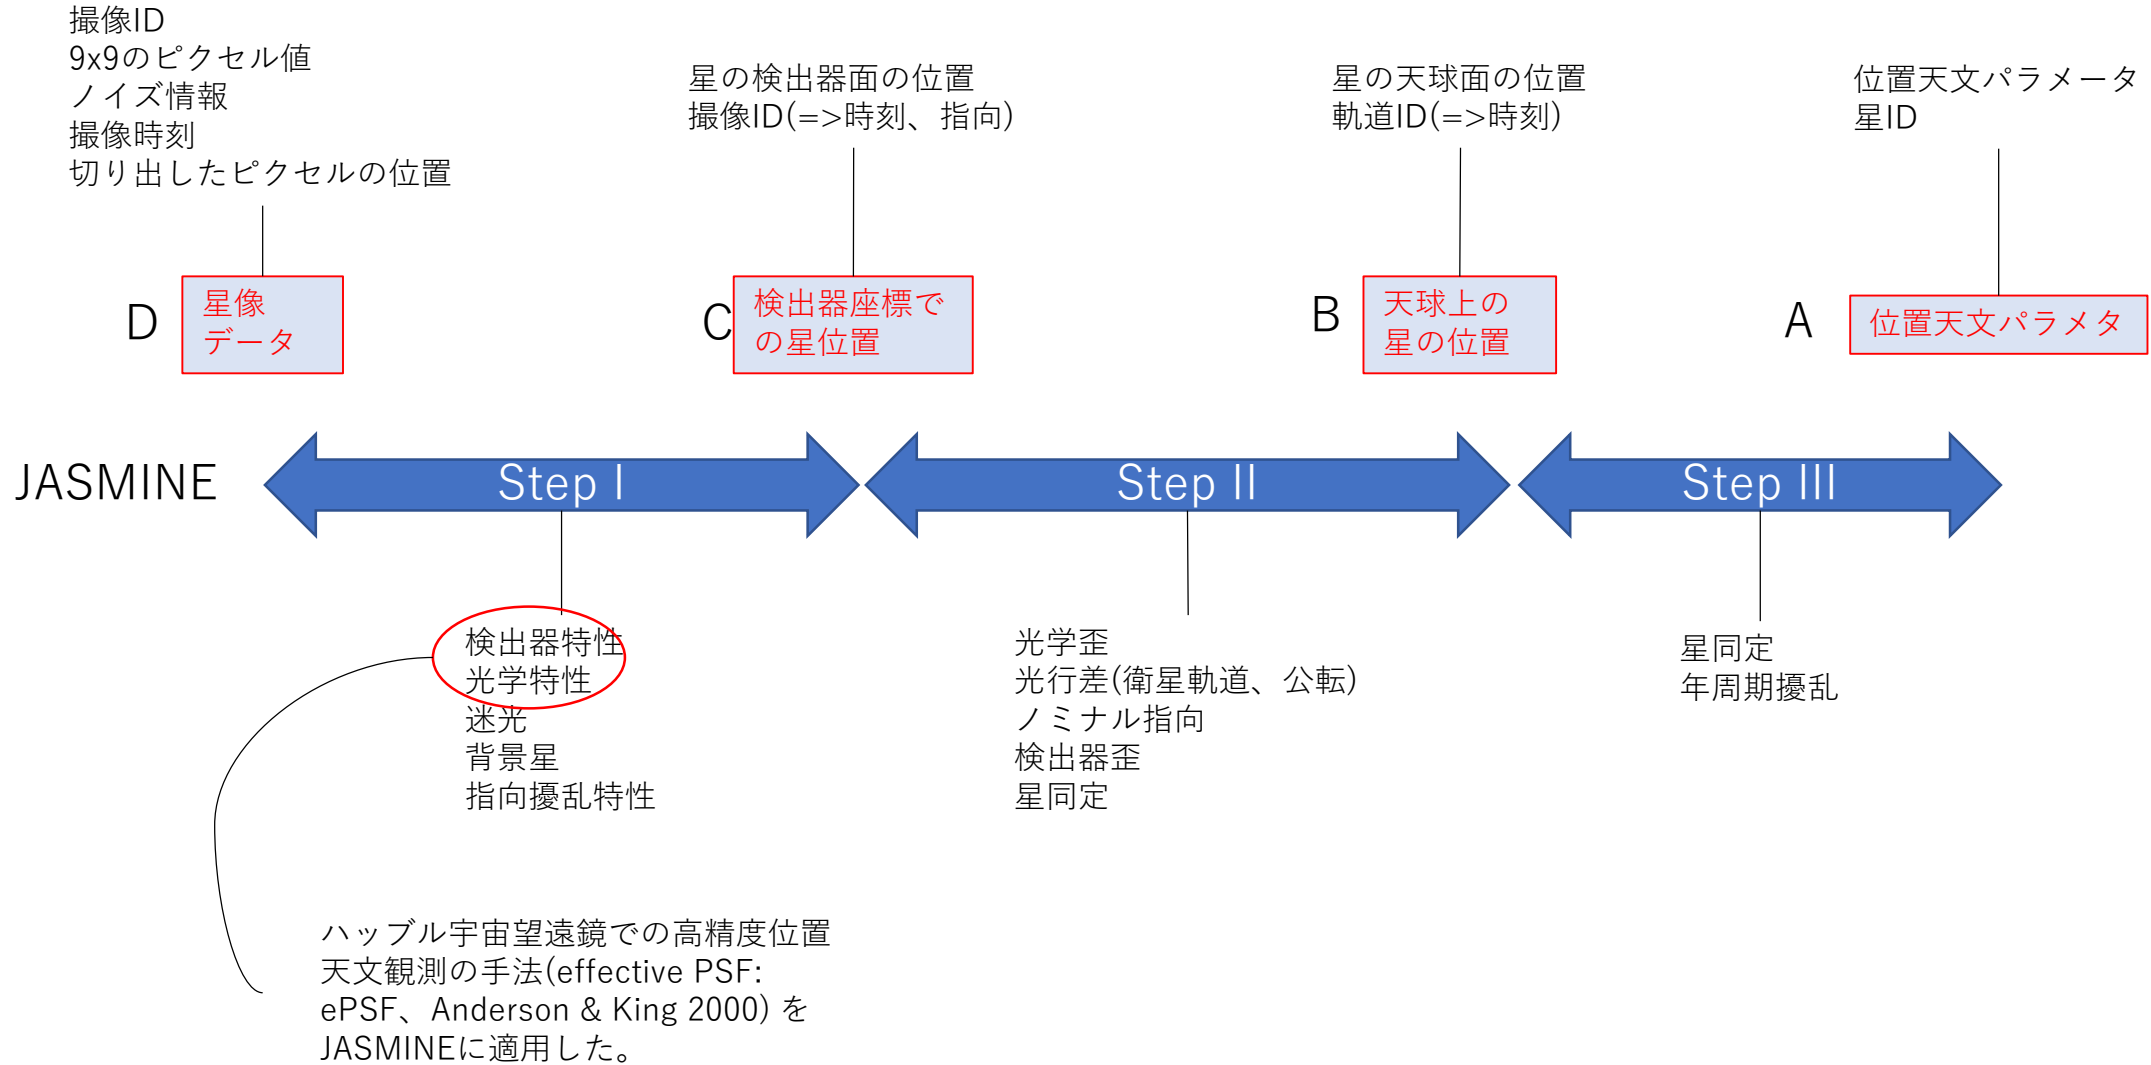 撮像ID
9x9のピクセル値
ノイズ情報
撮像時刻
切り出したピクセルの位置
星の検出器面の位置
撮像ID(=>時刻、指向)
星の天球面の位置
軌道ID(=>時刻)
位置天文パラメータ
星ID
D
星像
データ
C
検出器座標で
の星位置
B
天球上の
星の位置
A
位置天文パラメタ
JASMINE
Step I
Step II
Step III
検出器特性
光学特性
迷光
背景星
指向擾乱特性
光学歪
光行差(衛星軌道、公転)
ノミナル指向
検出器歪
星同定
星同定
年周期擾乱
ハッブル宇宙望遠鏡での高精度位置
天文観測の手法(effective PSF:
ePSF、Anderson & King 2000) を
JASMINEに適用した。